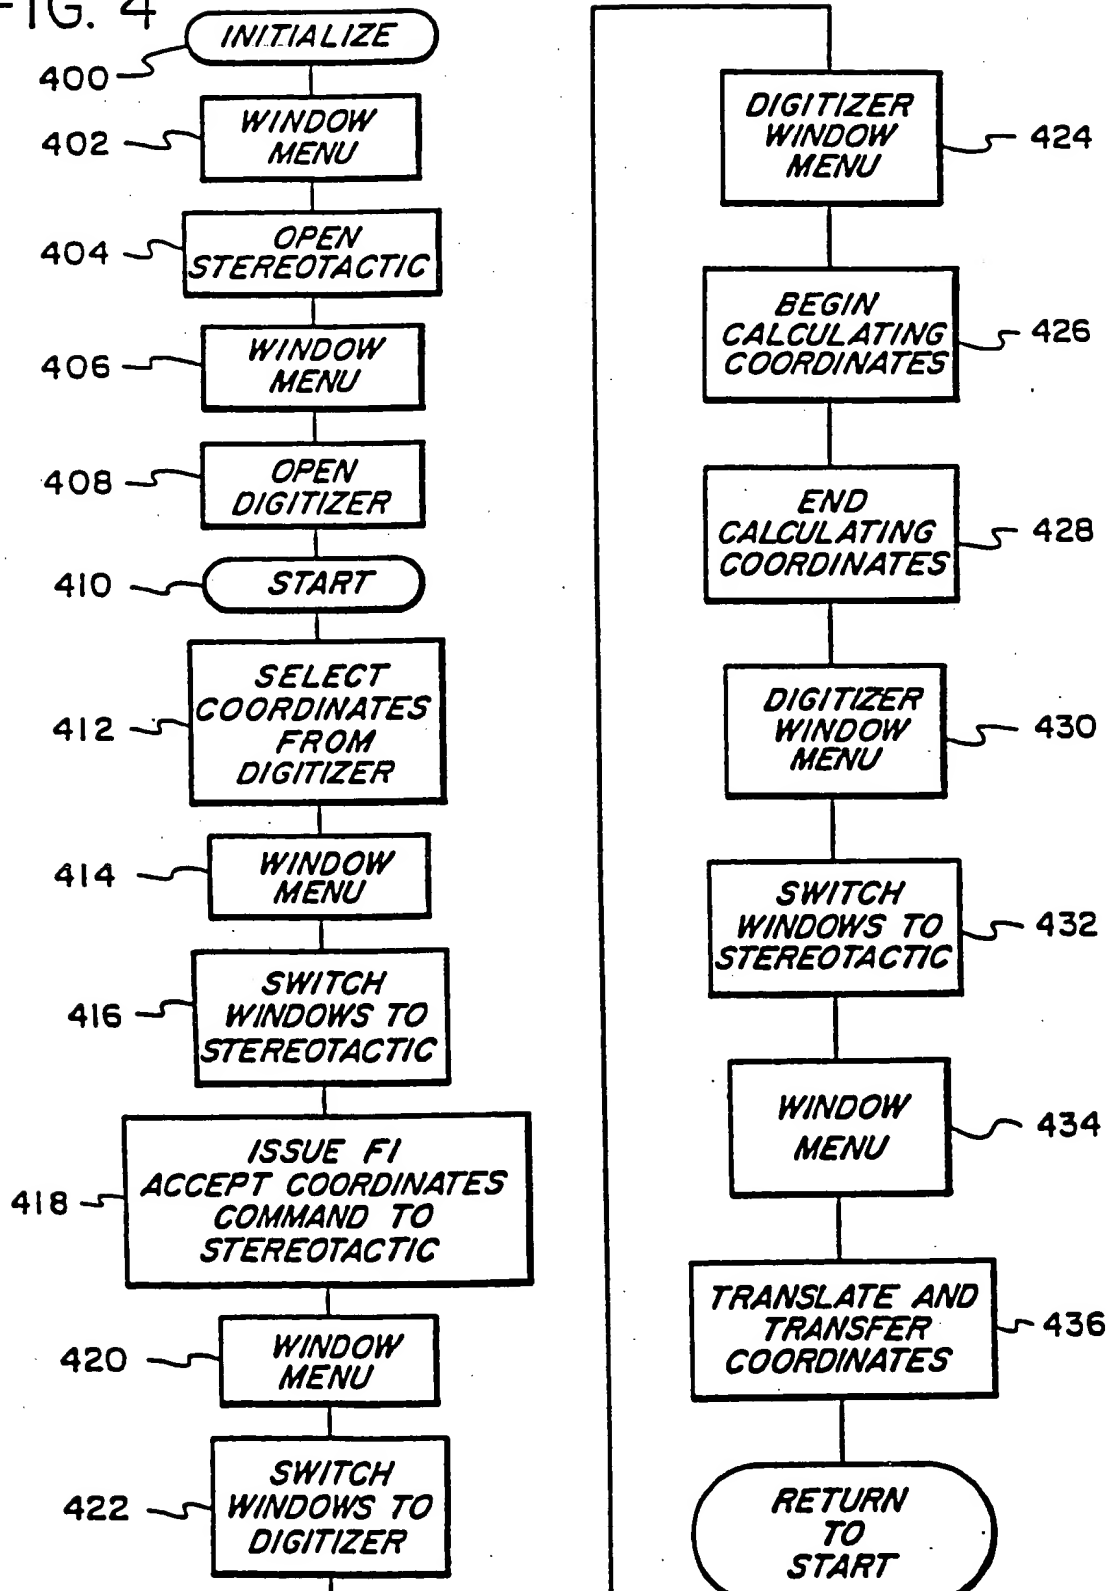 FIG. 4
INITIALIZE
400
WINDOW
MENU
402
OPEN
STEREOTACTIC
404
WINDOW
MENU
406
OPEN
DIGITIZER
408
START
410
SELECT
COORDINATES
FROM
DIGITIZER
412
WINDOW
MENU
414
SWITCH
WINDOWS TO
STEREOTACTIC
416
ISSUE F1
ACCEPT COORDINATES
COMMAND TO
STEREOTACTIC
418
WINDOW
MENU
420
SWITCH
WINDOWS TO
DIGITIZER
422
DIGITIZER
WINDOW
MENU
424
BEGIN
CALCULATING
COORDINATES
426
END
CALCULATING
COORDINATES
428
DIGITIZER
WINDOW
MENU
430
SWITCH
WINDOWS TO
STEREOTACTIC
432
WINDOW
MENU
434
TRANSLATE AND
TRANSFER
COORDINATES
436
RETURN
TO
START